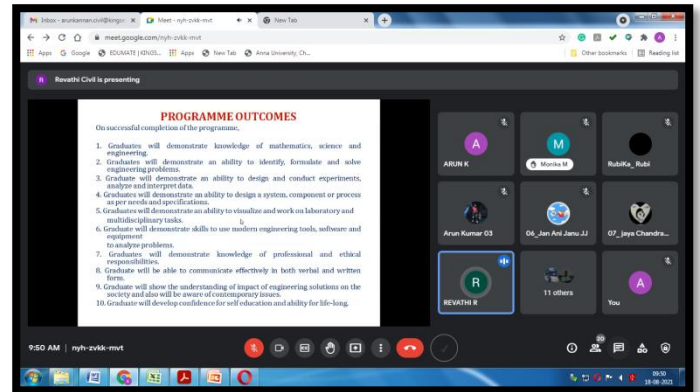 Inbox - arunkannan.civil@kings
Meet - nyh-zvkk-mvt
New Tab
meet.google.com/nyh-zvkk-mvt
Apps
Google
EDUMATE | KINGS...
Apps
New Tab
Anna University, Ch...
Other bookmarks
Reading list
R
Revathi Civil is presenting
PROGRAMME OUTCOMES
On successful completion of the programme,
1. Graduates will demonstrate knowledge of mathematics, science and
engineering.
2. Graduates will demonstrate an ability to identify, formulate and solve
engineering problems.
3. Graduate will demonstrate an ability to design and conduct experiments,
analyze and interpret data.
4. Graduates will demonstrate an ability to design a system, component or process
as per needs and specifications.
5. Graduates will demonstrate an ability to visualize and work on laboratory and
multidisciplinary tasks.
6. Graduate will demonstrate skills to use modern engineering tools, software and
equipment
to analyze problems.
7. Graduates will demonstrate knowledge of professional and ethical
responsibilities.
8. Graduate will be able to communicate effectively in both verbal and written
form.
9. Graduate will show the understanding of impact of engineering solutions on the
society and also will be aware of contemporary issues.
10. Graduate will develop confidence for self education and ability for life-long.
A
ARUN K
M
Monika M
RubiKa_ Rubi
Arun Kumar 03
06_Jan Ani Janu JJ
07_ jaya Chandra...
R
REVATHI R
11 others
A
You
9:50 AM | nyh-zvkk-mvt
20
09:50
18-08-2021